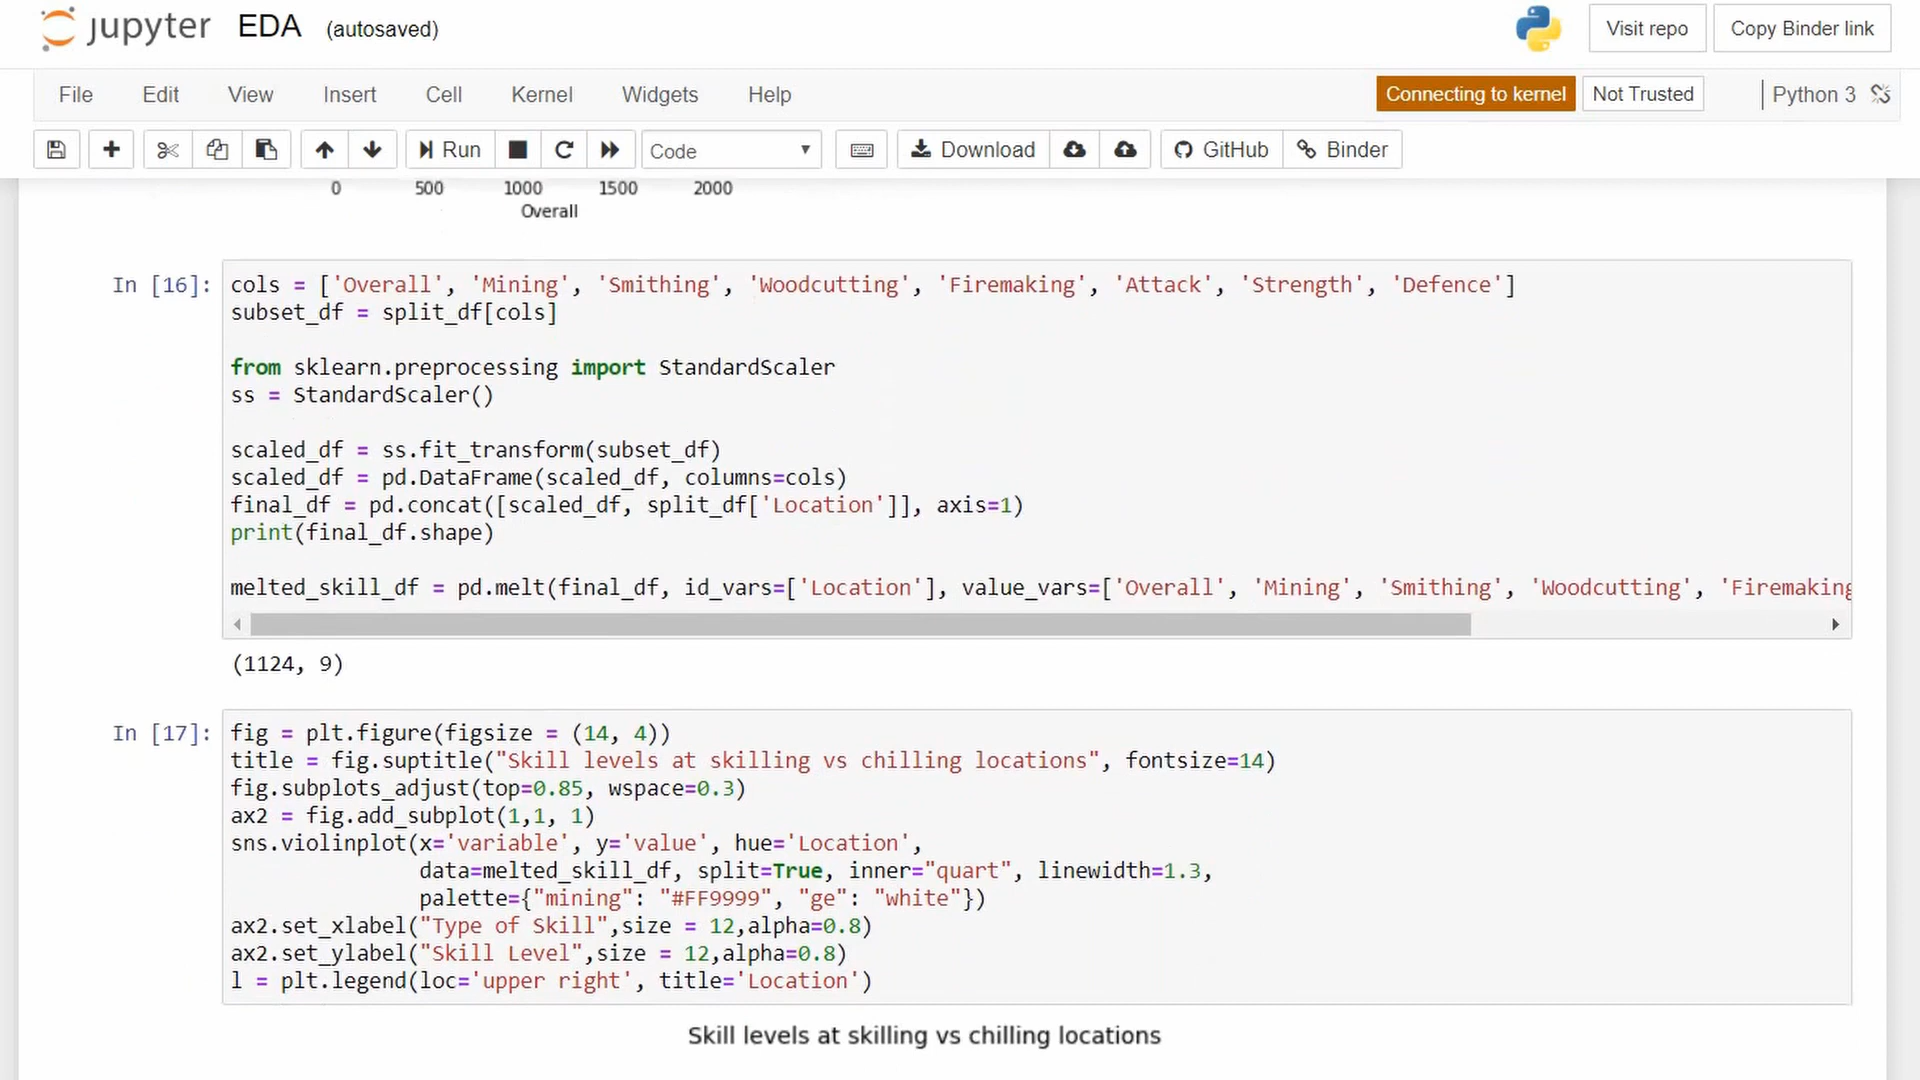 jupyter EDA (autosaved) Visit repo Copy Binder link
File Edit View Insert Cell Kernel Widgets Help Connecting to kernel Not Trusted Python 3
Run Code Download GitHub Binder
0 500 1000 1500 2000
Overall
In [16]: cols = ['Overall', 'Mining', 'Smithing', 'Woodcutting', 'Firemaking', 'Attack', 'Strength', 'Defence']
subset_df = split_df[cols]
from sklearn.preprocessing import StandardScaler
ss = StandardScaler()
scaled_df = ss.fit_transform(subset_df)
scaled_df = pd.DataFrame(scaled_df, columns=cols)
final_df = pd.concat([scaled_df, split_df['Location']], axis=1)
print(final_df.shape)
melted_skill_df = pd.melt(final_df, id_vars=['Location'], value_vars=['Overall', 'Mining', 'Smithing', 'Woodcutting', 'Firemaking
(1124, 9)
In [17]: fig = plt.figure(figsize = (14, 4))
title = fig.suptitle("Skill levels at skilling vs chilling locations", fontsize=14)
fig.subplots_adjust(top=0.85, wspace=0.3)
ax2 = fig.add_subplot(1,1, 1)
sns.violinplot(x='variable', y='value', hue='Location',
data=melted_skill_df, split=True, inner="quart", linewidth=1.3,
palette={"mining": "#FF9999", "ge": "white"})
ax2.set_xlabel("Type of Skill",size = 12,alpha=0.8)
ax2.set_ylabel("Skill Level",size = 12,alpha=0.8)
l = plt.legend(loc='upper right', title='Location')
Skill levels at skilling vs chilling locations